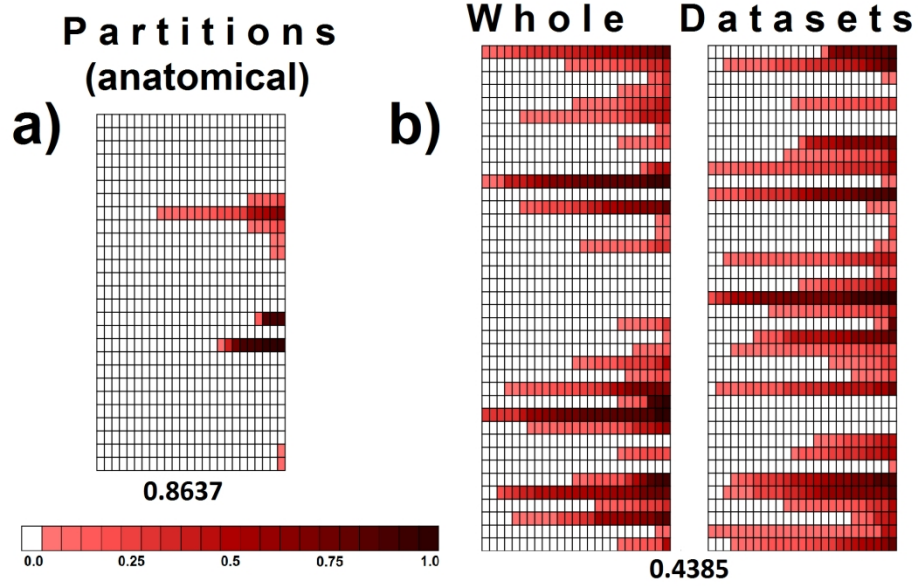 Partitions
(anatomical)
a)
0.8637
0.0 0.25 0.5 0.75 1.0
Whole Datasets
b)
0.4385